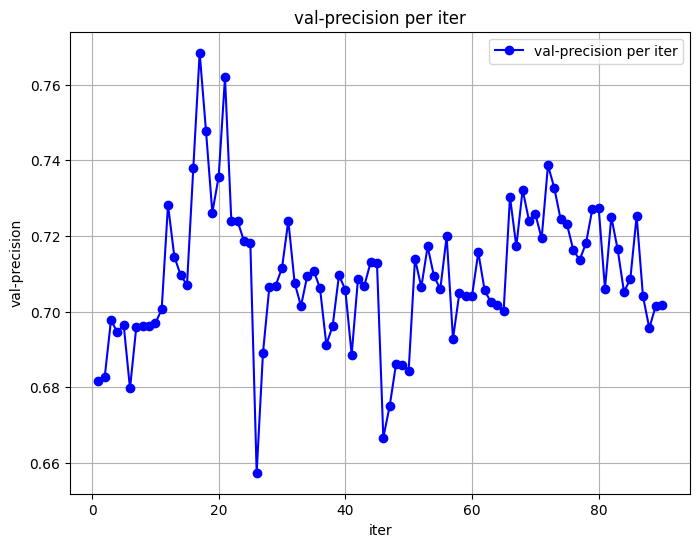 val-precision per iter
val-precision per iter
0.76
0.74
0.72
0.70
0.68
0.66
val-precision
0
20
40
60
80
iter